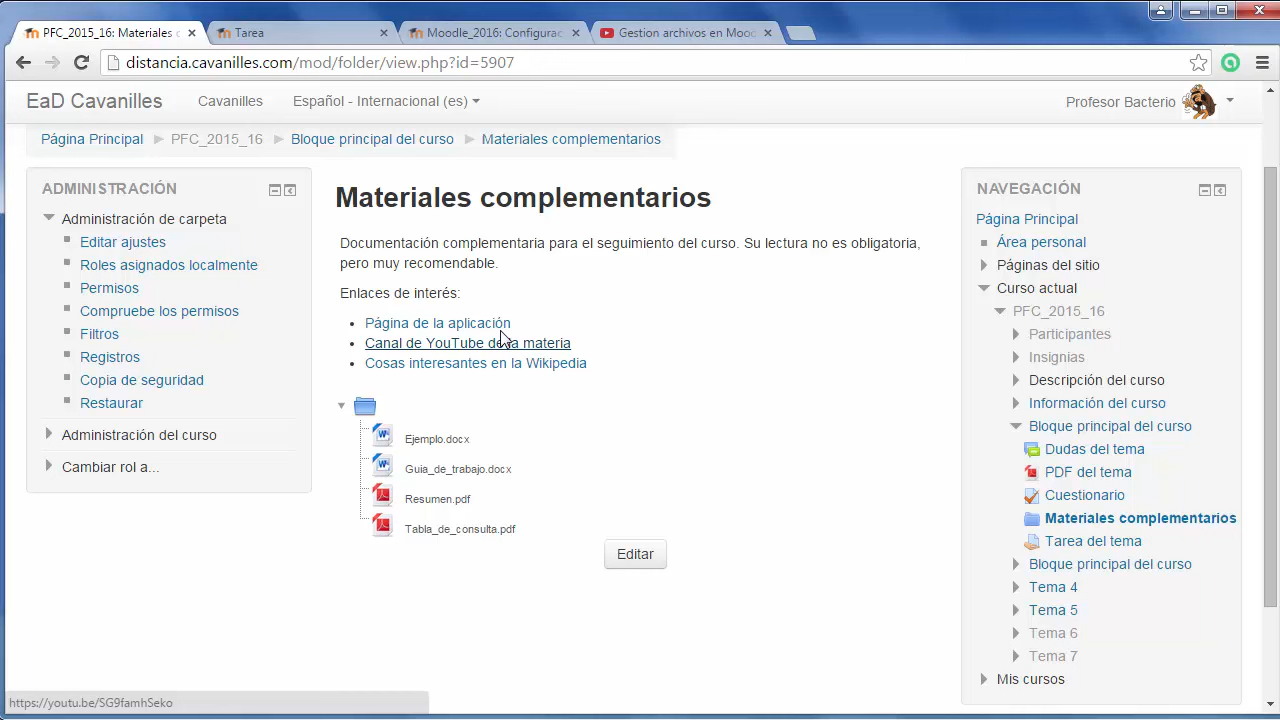 PFC_2015_16: Materiales
Tarea
Moodle_2016: Configurac
Gestion archivos en Mood
distancia.cavanilles.com/mod/folder/view.php?id=5907
EaD Cavanilles
Cavanilles
Español - Internacional (es)
Profesor Bacterio
Página Principal
PFC_2015_16
Bloque principal del curso
Materiales complementarios
ADMINISTRACIÓN
Administración de carpeta
Editar ajustes
Roles asignados localmente
Permisos
Compruebe los permisos
Filtros
Registros
Copia de seguridad
Restaurar
Administración del curso
Cambiar rol a...
Materiales complementarios
Documentación complementaria para el seguimiento del curso. Su lectura no es obligatoria,
pero muy recomendable.
Enlaces de interés:
Página de la aplicación
Canal de YouTube de la materia
Cosas interesantes en la Wikipedia
Ejemplo.docx
Guia_de_trabajo.docx
Resumen.pdf
Tabla_de_consulta.pdf
Editar
NAVEGACIÓN
Página Principal
Área personal
Páginas del sitio
Curso actual
PFC_2015_16
Participantes
Insignias
Descripción del curso
Información del curso
Bloque principal del curso
Dudas del tema
PDF del tema
Cuestionario
Materiales complementarios
Tarea del tema
Bloque principal del curso
Tema 4
Tema 5
Tema 6
Tema 7
Mis cursos
https://youtu.be/SG9famhSeko